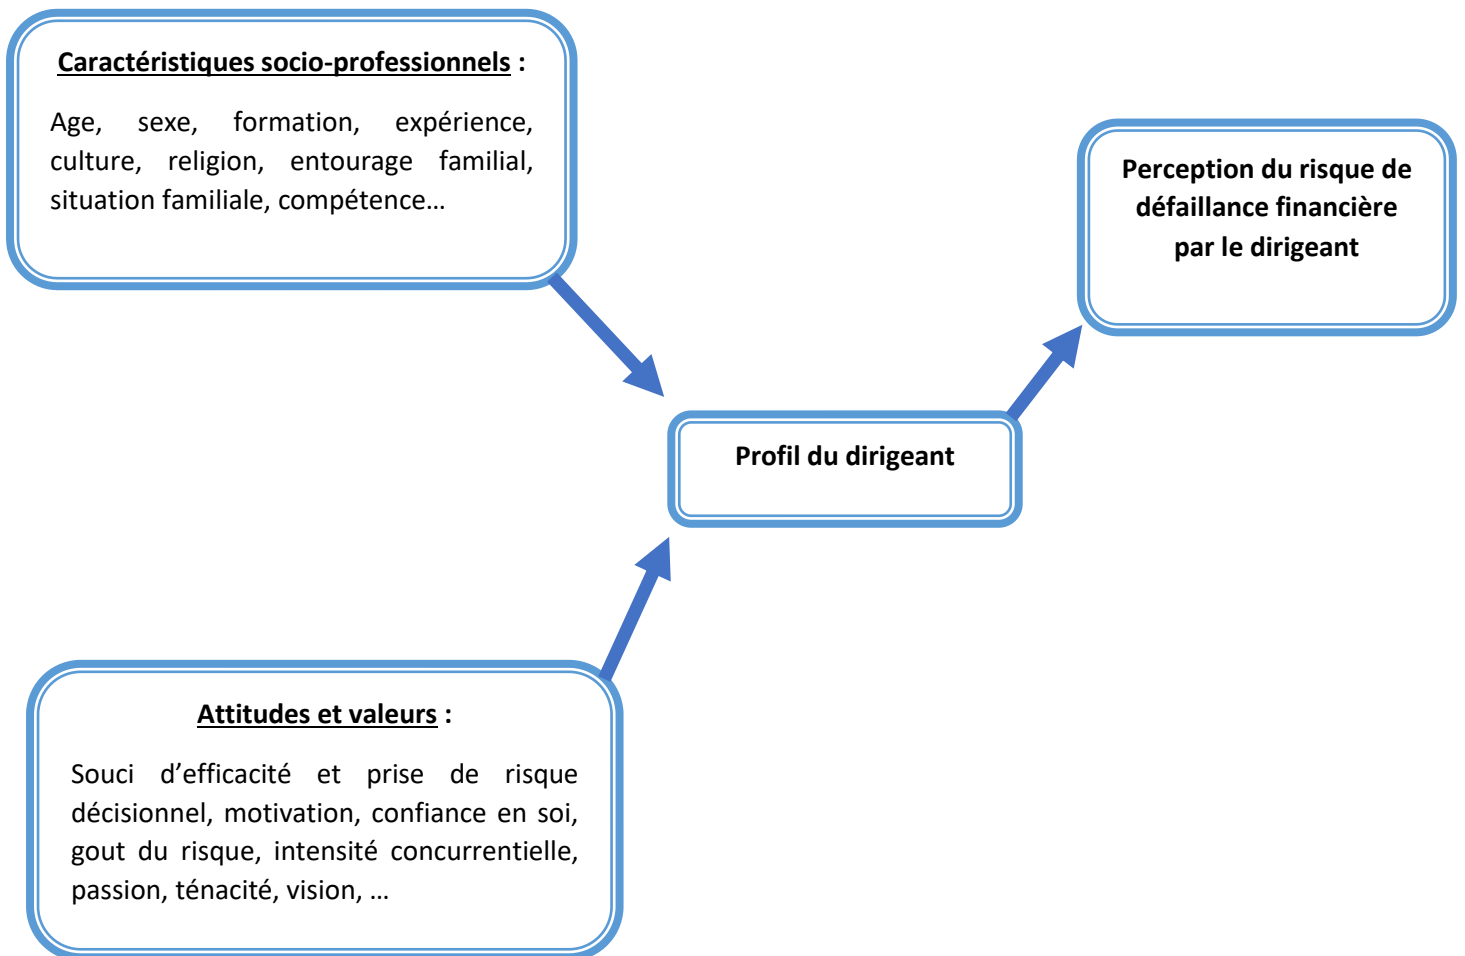 Caractéristiques socio-professionnels :
Age, sexe, formation, expérience,
culture, religion, entourage familial,
situation familiale, compétence…
Perception du risque de
défaillance financière
par le dirigeant
Profil du dirigeant
Attitudes et valeurs :
Souci d’efficacité et prise de risque
décisionnel, motivation, confiance en soi,
gout du risque, intensité concurrentielle,
passion, ténacité, vision, …